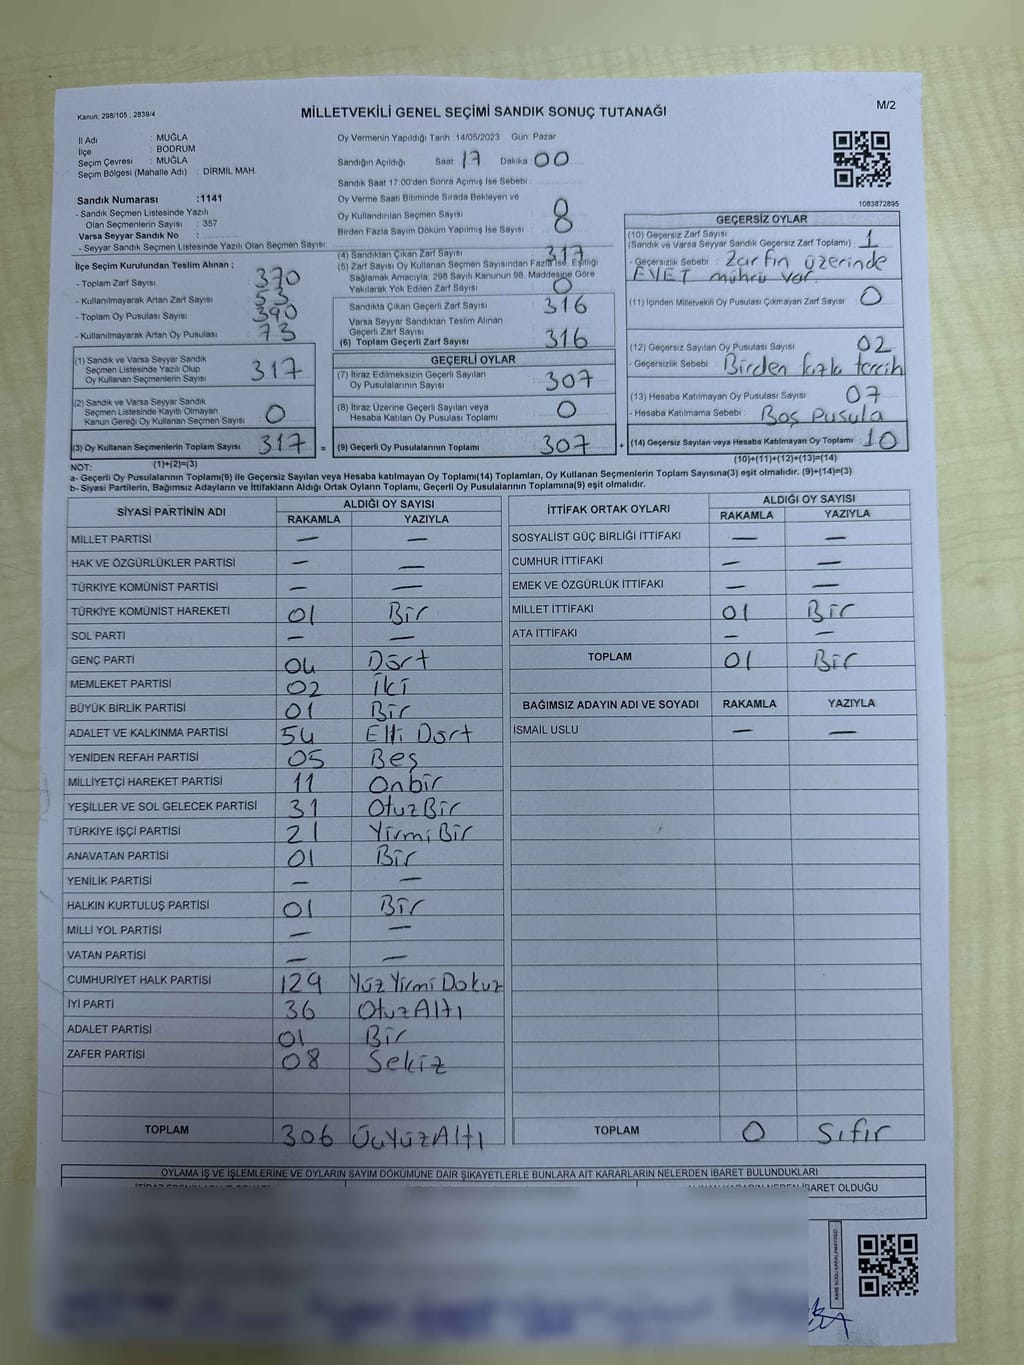 Kanun; 298/105 , 2839/4
MİLLETVEKİLİ GENEL SEÇİMİ SANDIK SONUÇ TUTANAĞI
M/2
İl Adı : MUĞLA
İlçe : BODRUM
Seçim Çevresi : MUĞLA
Seçim Bölgesi (Mahalle Adı) : DİRMİL MAH.
Oy Vermenin Yapıldığı Tarih 14/05/2023 Gün: Pazar
Sandığın Açıldığı Saat 17 Dakika 00
Sandık Saat 17:00'den Sonra Açımış İse Sebebi :
Oy Verme Saati Bitiminde Sırada Bekleyen ve
Oy Kullandırılan Seçmen Sayısı
Birden Fazla Sayım Döküm Yapılmış İse Sayısı : 8
1083872895
Sandık Numarası :1141
- Sandık Seçmen Listesinde Yazılı
Olan Seçmenlerin Sayısı : 357
Varsa Seyyar Sandık No :
- Seyyar Sandık Seçmen Listesinde Yazılı Olan Seçmen Sayısı:
İlçe Seçim Kurulundan Teslim Alınan ;
- Toplam Zarf Sayısı 370
- Kullanılmayarak Artan Zarf Sayısı 53
- Toplam Oy Pusulası Sayısı 390
- Kullanılmayarak Artan Oy Pusulası 73
(1) Sandık ve Varsa Seyyar Sandık
Seçmen Listesinde Yazılı Olup
Oy Kullanan Seçmenlerin Sayısı 317
(2) Sandık ve Varsa Seyyar Sandık
Seçmen Listesinde Kayıtlı Olmayan
Kanun Gereği Oy Kullanan Seçmen Sayısı 0
(3) Oy Kullanan Seçmenlerin Toplam Sayısı 317 =
(4) Sandıktan Çıkan Zarf Sayısı 317
(5) Zarf Sayısı Oy Kullanan Seçmen Sayısından Fazla İse, Eşitliği
Sağlamak Amacıyla, 298 Sayılı Kanunun 98. Maddesine Göre
Yakılarak Yok Edilen Zarf Sayısı 0
Sandıkta Çıkan Geçerli Zarf Sayısı 316
Varsa Seyyar Sandıktan Teslim Alınan
Geçerli Zarf Sayısı
(6) Toplam Geçerli Zarf Sayısı 316
GEÇERLİ OYLAR
(7) İtiraz Edilmeksizin Geçerli Sayılan
Oy Pusulalarının Sayısı 307
(8) İtiraz Üzerine Geçerli Sayılan veya
Hesaba Katılan Oy Pusulası Toplamı 0
(9) Geçerli Oy Pusulalarının Toplamı 307 +
GEÇERSİZ OYLAR
(10) Geçersiz Zarf Sayısı
(Sandık ve Varsa Seyyar Sandık Geçersiz Zarf Toplamı) 1
- Geçersizlik Sebebi : Zarfın üzerinde
EVET mührü var.
(11) İçinden Milletvekili Oy Pusulası Çıkmayan Zarf Sayısı 0
(12) Geçersiz Sayılan Oy Pusulası Sayısı 02
- Geçersizlik Sebebi : Birden fazla tercih
(13) Hesaba Katılmayan Oy Sayısı 07
- Hesaba Katılmama Sebebi : Boş Pusula
(14) Geçersiz Sayılan veya Hesaba Katılmayan Oy Toplamı : 10
NOT: (1)+(2)=(3)
(10)+(11)+(12)+(13)=(14)
a- Geçerli Oy Pusulalarının Toplamı(9) ile Geçersiz Sayılan veya Hesaba katılmayan Oy Toplamı(14) Toplamları, Oy Kullanan Seçmenlerin Toplam Sayısına(3) eşit olmalıdır. (9)+(14)=(3)
b- Siyasi Partilerin, Bağımsız Adayların ve İttifakların Aldığı Ortak Oyların Toplamı, Geçerli Oy Pusulalarının Toplamına(9) eşit olmalıdır.
SİYASİ PARTİNİN ADI ALDIĞI OY SAYISI
RAKAMLA YAZIYLA
MİLLET PARTİSİ — —
HAK VE ÖZGÜRLÜKLER PARTİSİ — —
TÜRKİYE KOMÜNİST PARTİSİ — —
TÜRKİYE KOMÜNİST HAREKETİ 01 Bir
SOL PARTİ — —
GENÇ PARTİ 04 Dört
MEMLEKET PARTİSİ 02 İki
BÜYÜK BİRLİK PARTİSİ 01 Bir
ADALET VE KALKINMA PARTİSİ 54 Elli Dört
YENİDEN REFAH PARTİSİ 05 Beş
MİLLİYETÇİ HAREKET PARTİSİ 11 Onbir
YEŞİLLER VE SOL GELECEK PARTİSİ 31 OtuzBir
TÜRKİYE İŞÇİ PARTİSİ 21 YirmiBir
ANAVATAN PARTİSİ 01 Bir
YENİLİK PARTİSİ — —
HALKIN KURTULUŞ PARTİSİ 01 Bir
MİLLİ YOL PARTİSİ — —
VATAN PARTİSİ — —
CUMHURİYET HALK PARTİSİ 129 YüzYirmiDokuz
İYİ PARTİ 36 OtuzAltı
ADALET PARTİSİ 01 Bir
ZAFER PARTİSİ 08 Sekiz
TOPLAM 306 ÜçYüzAltı
İTTİFAK ORTAK OYLARI ALDIĞI OY SAYISI
RAKAMLA YAZIYLA
SOSYALİST GÜÇ BİRLİĞİ İTTİFAKI — —
CUMHUR İTTİFAKI — —
EMEK VE ÖZGÜRLÜK İTTİFAKI — —
MİLLET İTTİFAKI 01 Bir
ATA İTTİFAKI — —
TOPLAM 01 Bir
BAĞIMSIZ ADAYIN ADI VE SOYADI RAKAMLA YAZIYLA
İSMAİL USLU — —
TOPLAM 0 Sıfır
OYLAMA İŞ VE İŞLEMLERİNE VE OYLARIN SAYIM DÖKÜMÜNE DAİR ŞİKAYETLERLE BUNLARA AİT KARARLARIN NELERDEN İBARET BULUNDUKLARI
İBARET OLDUĞU
KARE KODU KARALAMAYINIZ!